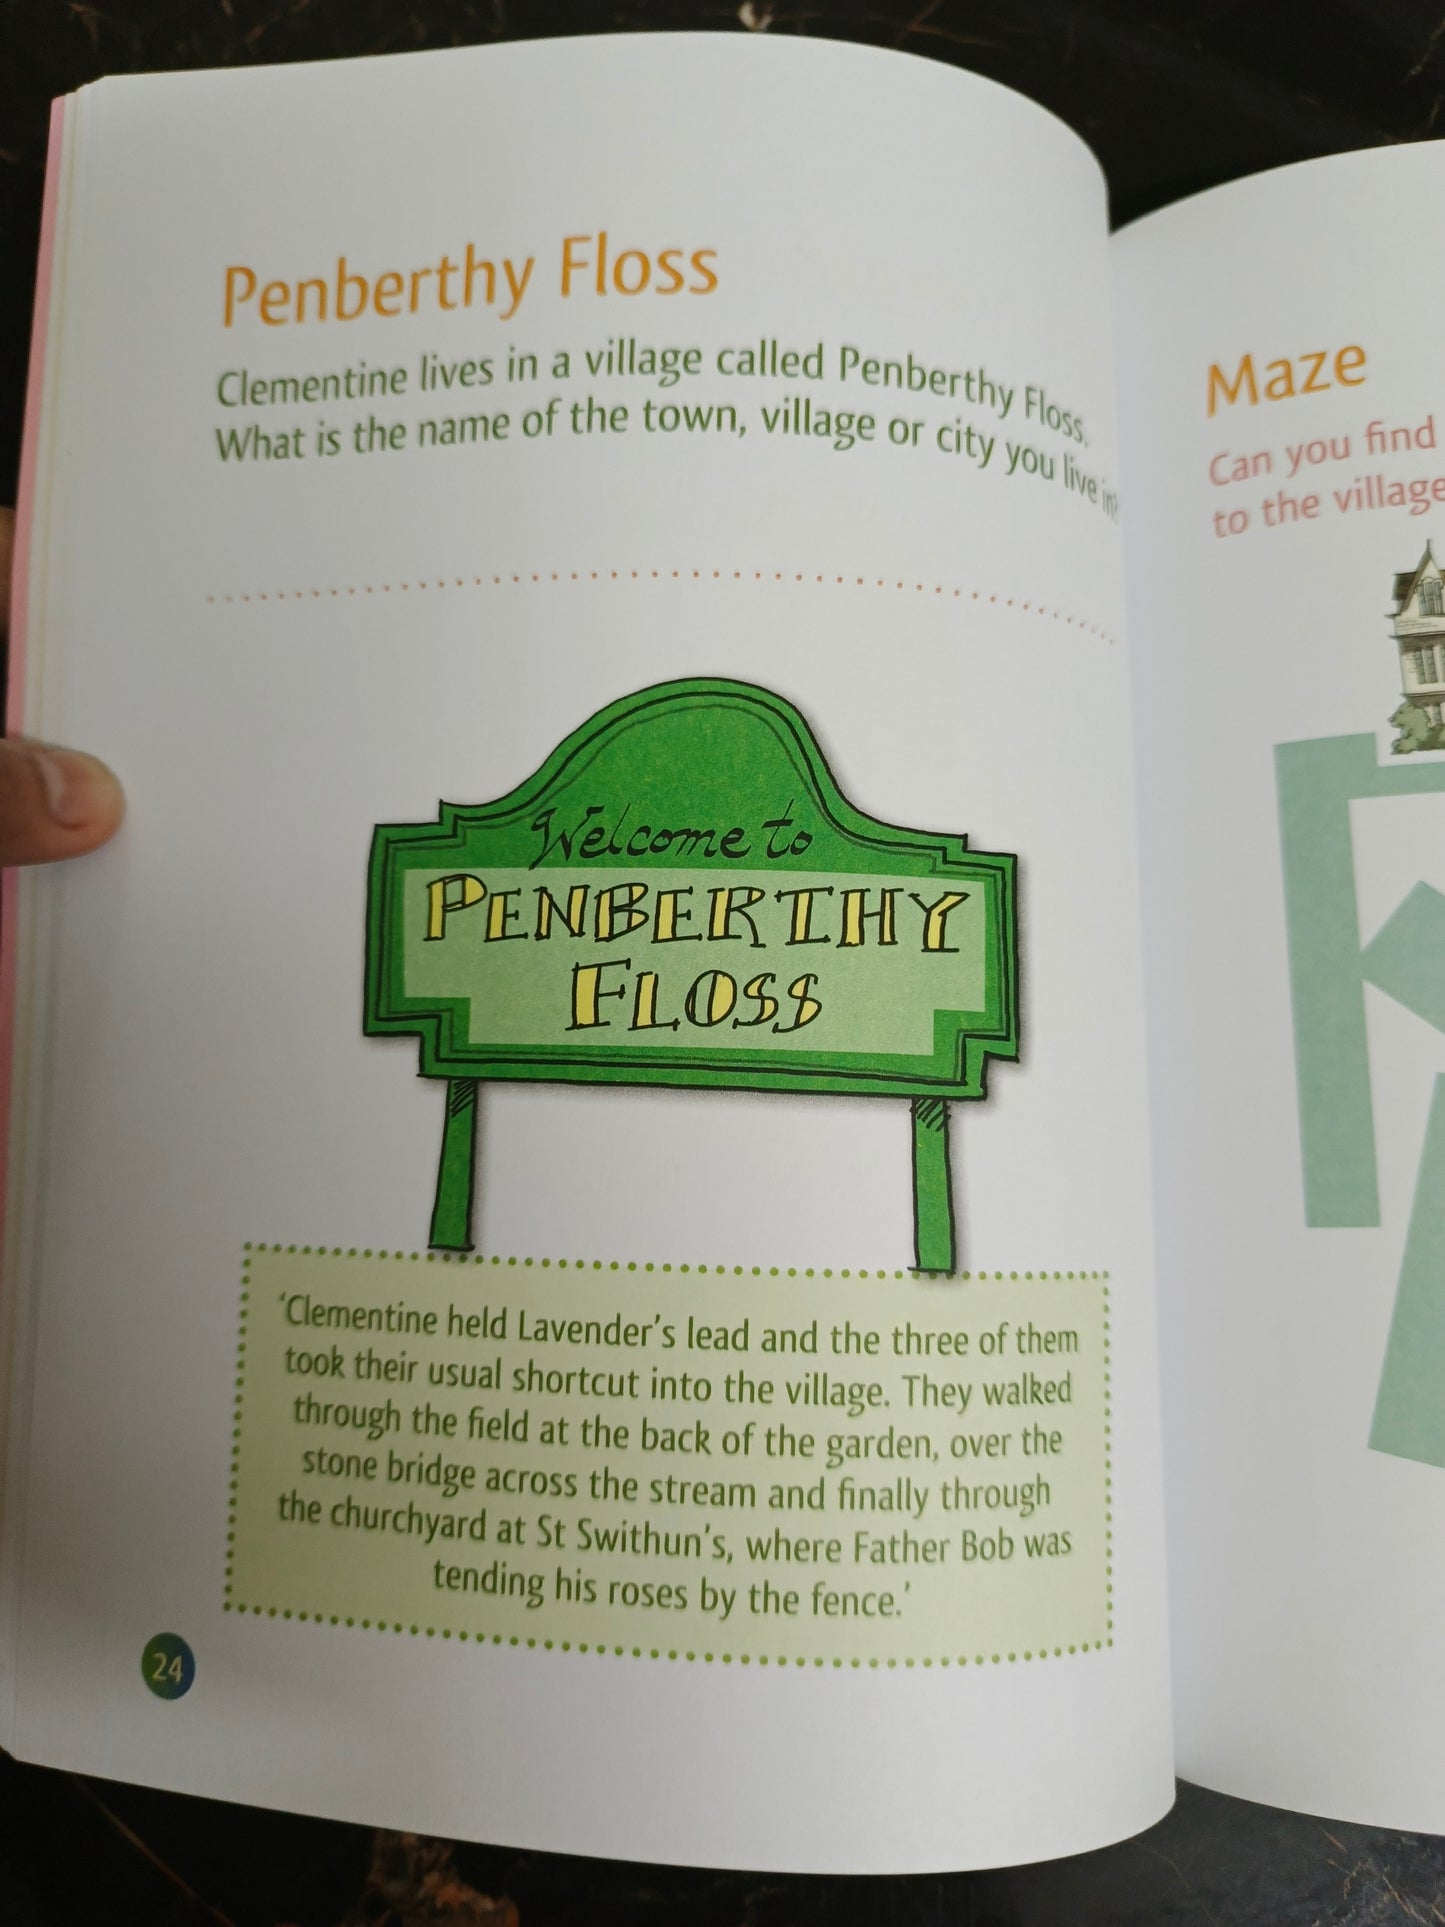 Penberthy Floss
Clementine lives in a village called Penberthy Floss.
What is the name of the town, village or city you live in?
Welcome to
PENBERTHY
FLOSS
'Clementine held Lavender's lead and the three of them
took their usual shortcut into the village. They walked
through the field at the back of the garden, over the
stone bridge across the stream and finally through
the churchyard at St Swithun's, where Father Bob was
tending his roses by the fence.'
24
Maze
Can you find
to the village